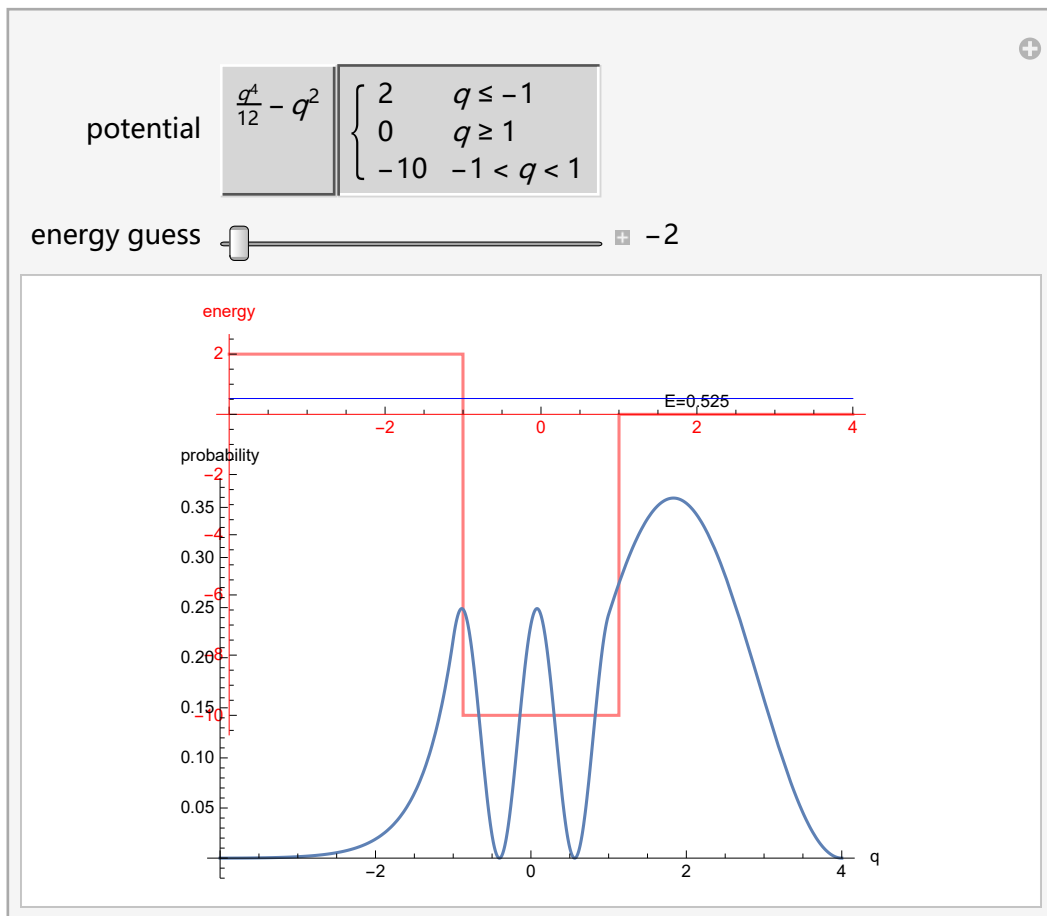 potential
q⁴/12 − q²
{ 2 q ≤ −1
0 q ≥ 1
−10 −1 < q < 1
energy guess −2
energy
2
E=0.525
−2 0 2 4
probability
−2
0.35
−4
0.30
−6
0.25
−8
0.20
0.15
−10
0.10
0.05
q
−2 0 2 4